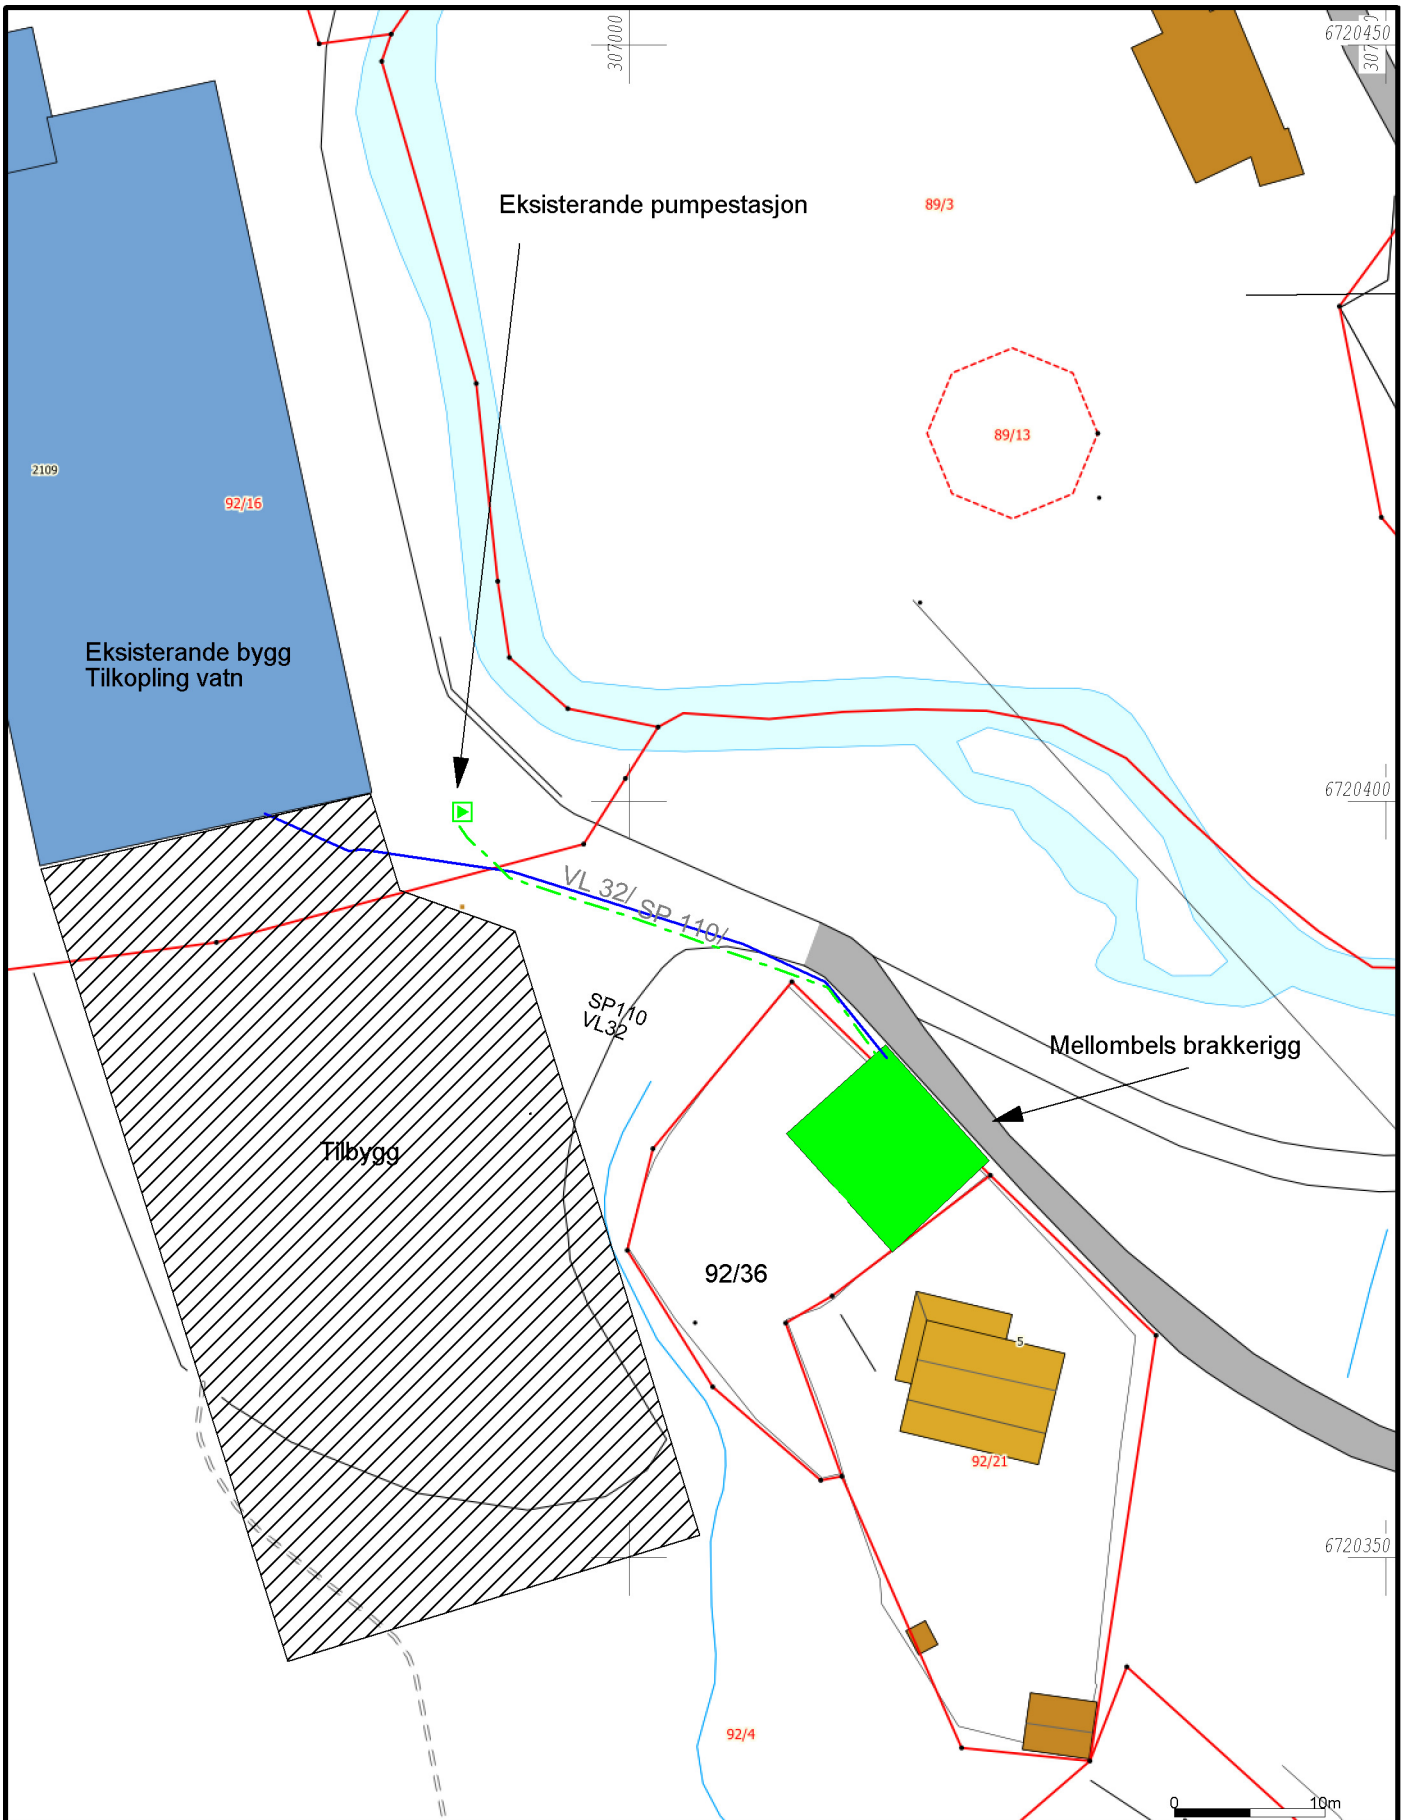 307000
6720450
307
Eksisterande pumpestasjon
89/3
89/13
2109
92/16
Eksisterande bygg
Tilkopling vatn
6720400
VL 32/ SP 110/
SP110
VL32
Mellombels brakkerigg
Tilbygg
92/36
5
92/21
6720350
92/4
0 10m